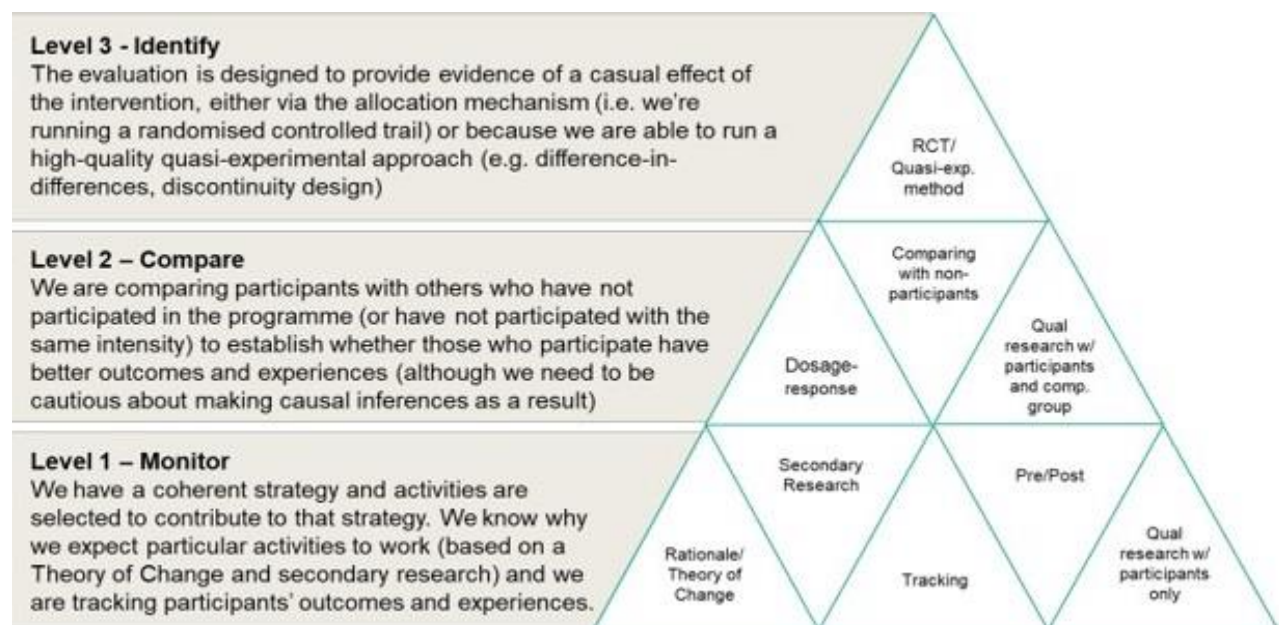 Level 3 - Identify
The evaluation is designed to provide evidence of a casual effect of
the intervention, either via the allocation mechanism (i.e. we're
running a randomised controlled trail) or because we are able to run a
high-quality quasi-experimental approach (e.g. difference-in-
differences, discontinuity design)
RCT/
Quasi-exp.
method
Level 2 – Compare
We are comparing participants with others who have not
participated in the programme (or have not participated with the
same intensity) to establish whether those who participate have
better outcomes and experiences (although we need to be
cautious about making causal inferences as a result)
Dosage-
response
Comparing
with non-
participants
Qual
research w/
participants
and comp.
group
Level 1 – Monitor
We have a coherent strategy and activities are
selected to contribute to that strategy. We know why
we expect particular activities to work (based on a
Theory of Change and secondary research) and we
are tracking participants' outcomes and experiences.
Rationale/
Theory of
Change
Secondary
Research
Tracking
Pre/Post
Qual
research w/
participants
only